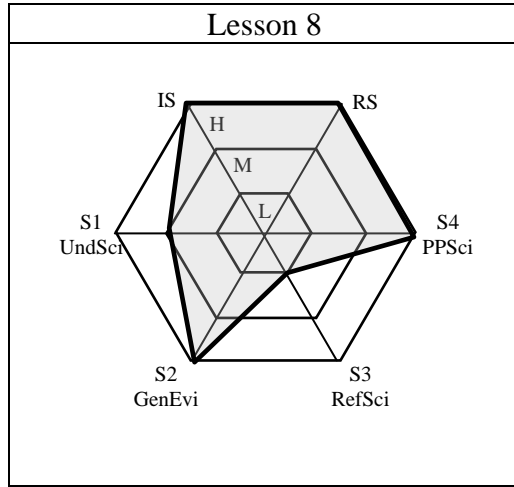 Lesson 8
IS
RS
H
M
L
S1
UndSci
S4
PPSci
S2
GenEvi
S3
RefSci